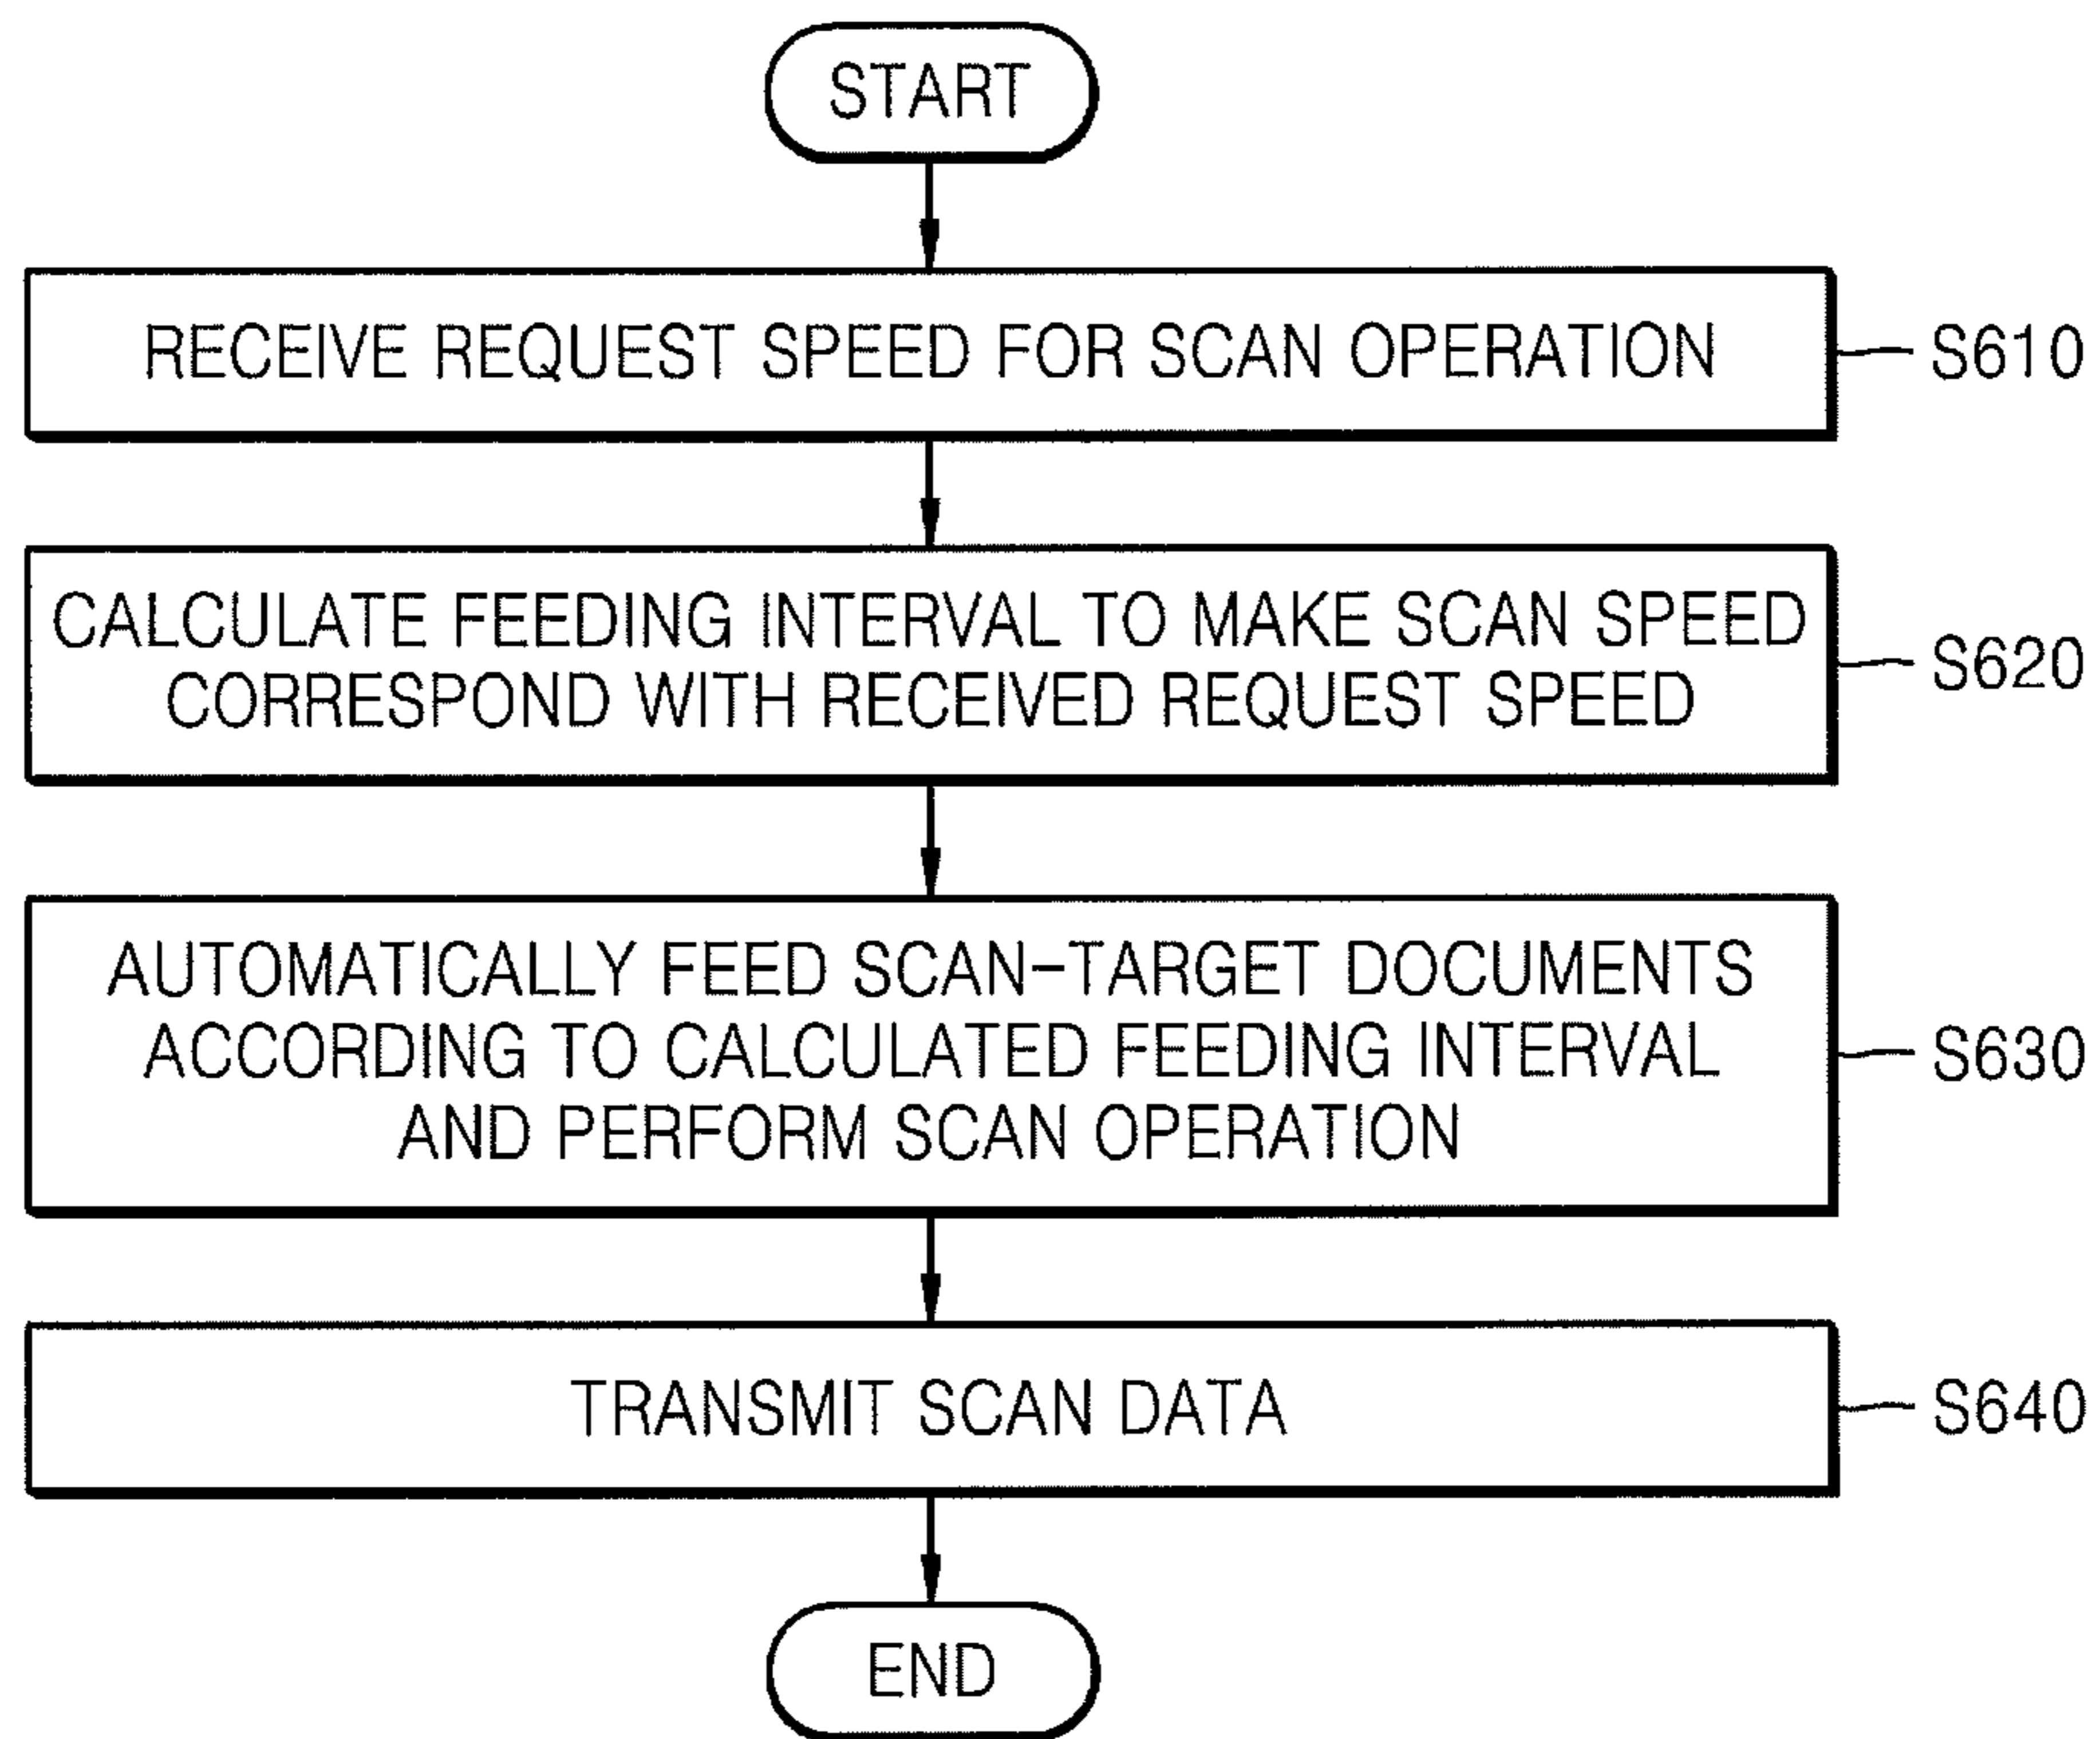 START
RECEIVE REQUEST SPEED FOR SCAN OPERATION
S610
CALCULATE FEEDING INTERVAL TO MAKE SCAN SPEED
CORRESPOND WITH RECEIVED REQUEST SPEED
S620
AUTOMATICALLY FEED SCAN-TARGET DOCUMENTS
ACCORDING TO CALCULATED FEEDING INTERVAL
AND PERFORM SCAN OPERATION
S630
TRANSMIT SCAN DATA
S640
END